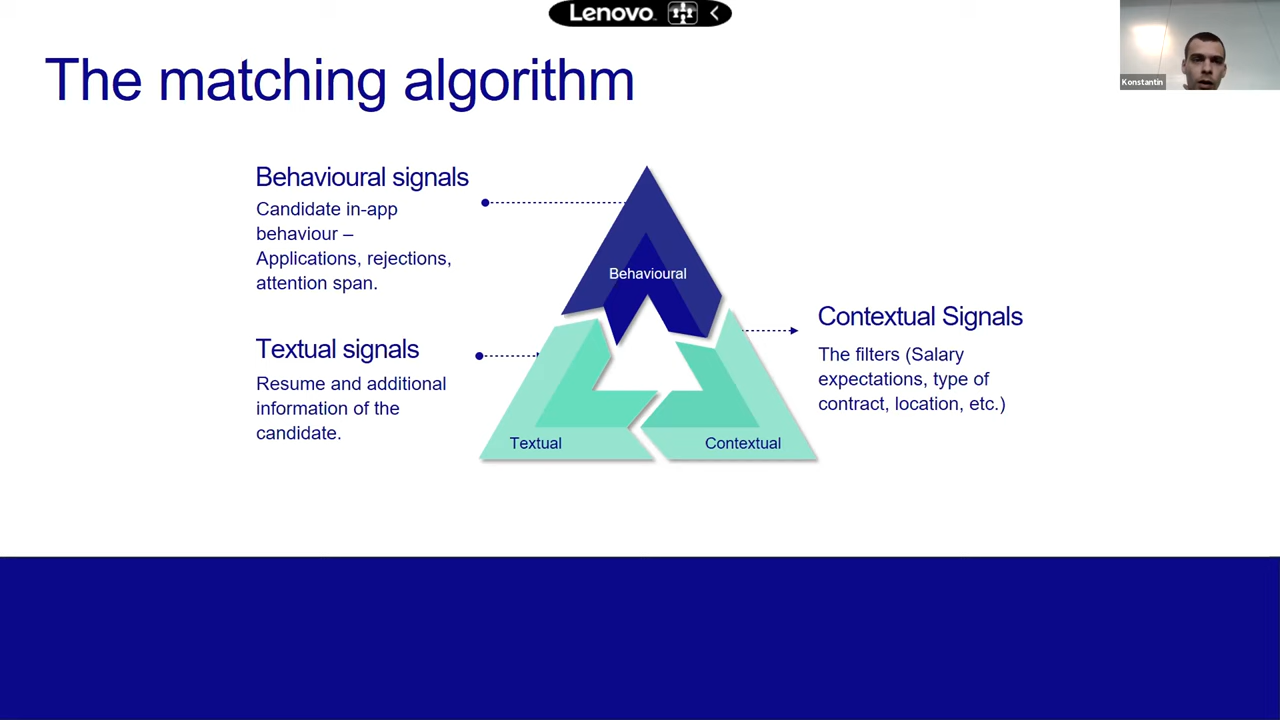 Lenovo
The matching algorithm
Konstantin
Behavioural signals
Candidate in-app
behaviour –
Applications, rejections,
attention span.
Behavioural
Textual signals
Resume and additional
information of the
candidate.
Contextual Signals
The filters (Salary
expectations, type of
contract, location, etc.)
Textual
Contextual